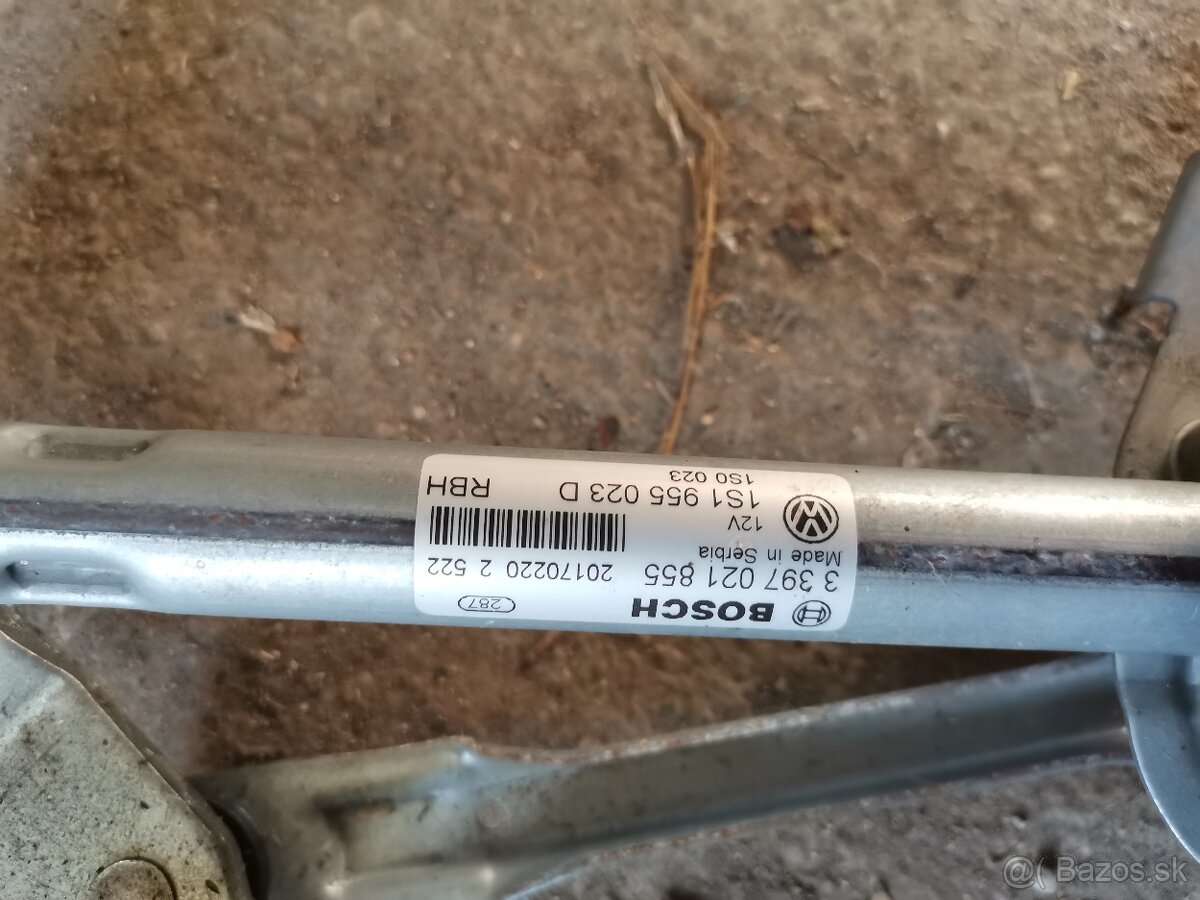 BOSCH
287
3 397 021 855
20170220 2 522
Made in Serbia
12V
1S1 955 023 D
RBH
1S0 023
Bazos.sk